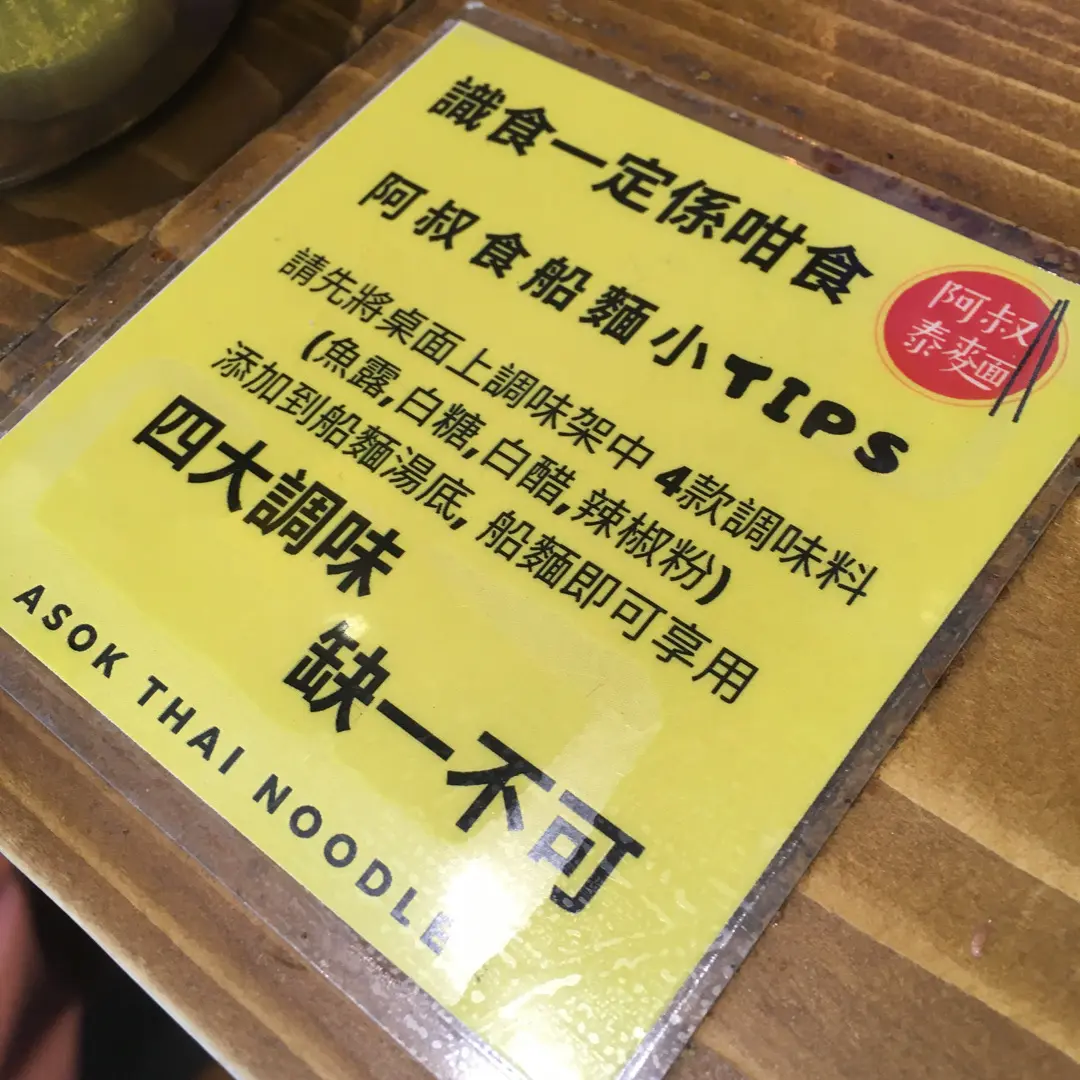 識食一定係咁食
阿叔食船麵小TIPS
阿叔
泰麵
請先將桌面上調味架中 4款調味料
(魚露,白糖,白醋,辣椒粉)
添加到船麵湯底, 船麵即可享用
四大調味
缺一不可
ASOK THAI NOODLE